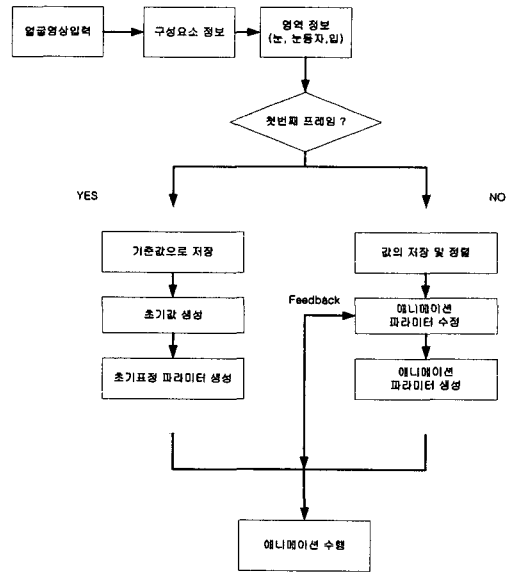 얼굴영상입력
구성요소 정보
영역 정보
(눈, 눈동자,입)
첫번째 프레임 ?
YES
NO
기준값으로 저장
값의 저장 및 정렬
초기값 생성
Feedback
애니메이션
파라미터 수정
초기표정 파라미터 생성
애니메이션
파라미터 생성
애니메이션 수행